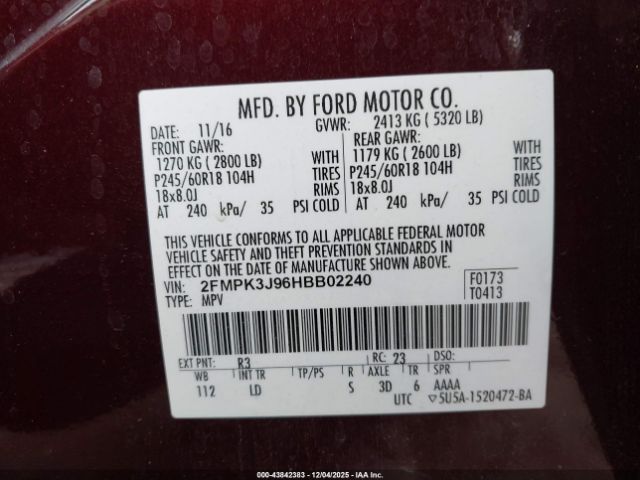 MFD. BY FORD MOTOR CO.
DATE: 11/16 GVWR: 2413 KG ( 5320 LB)
FRONT GAWR: REAR GAWR:
1270 KG ( 2800 LB) WITH 1179 KG ( 2600 LB) WITH
P245/60R18 104H TIRES P245/60R18 104H TIRES
18x8.0J RIMS 18x8.0J RIMS
AT 240 kPa/ 35 PSI COLD AT 240 kPa/ 35 PSI COLD
THIS VEHICLE CONFORMS TO ALL APPLICABLE FEDERAL MOTOR
VEHICLE SAFETY AND THEFT PREVENTION STANDARDS IN
EFFECT ON THE DATE OF MANUFACTURE SHOWN ABOVE.
VIN: 2FMPK3J96HBB02240 F0173
TYPE: MPV T0413
EXT PNT: R3 RC: 23 DSO:
WB INT TR TP/PS R AXLE TR SPR
112 LD S 3D 6 AAAA
UTC ▽5U5A-1520472-BA
000-43842383 - 12/04/2025 - IAA Inc.